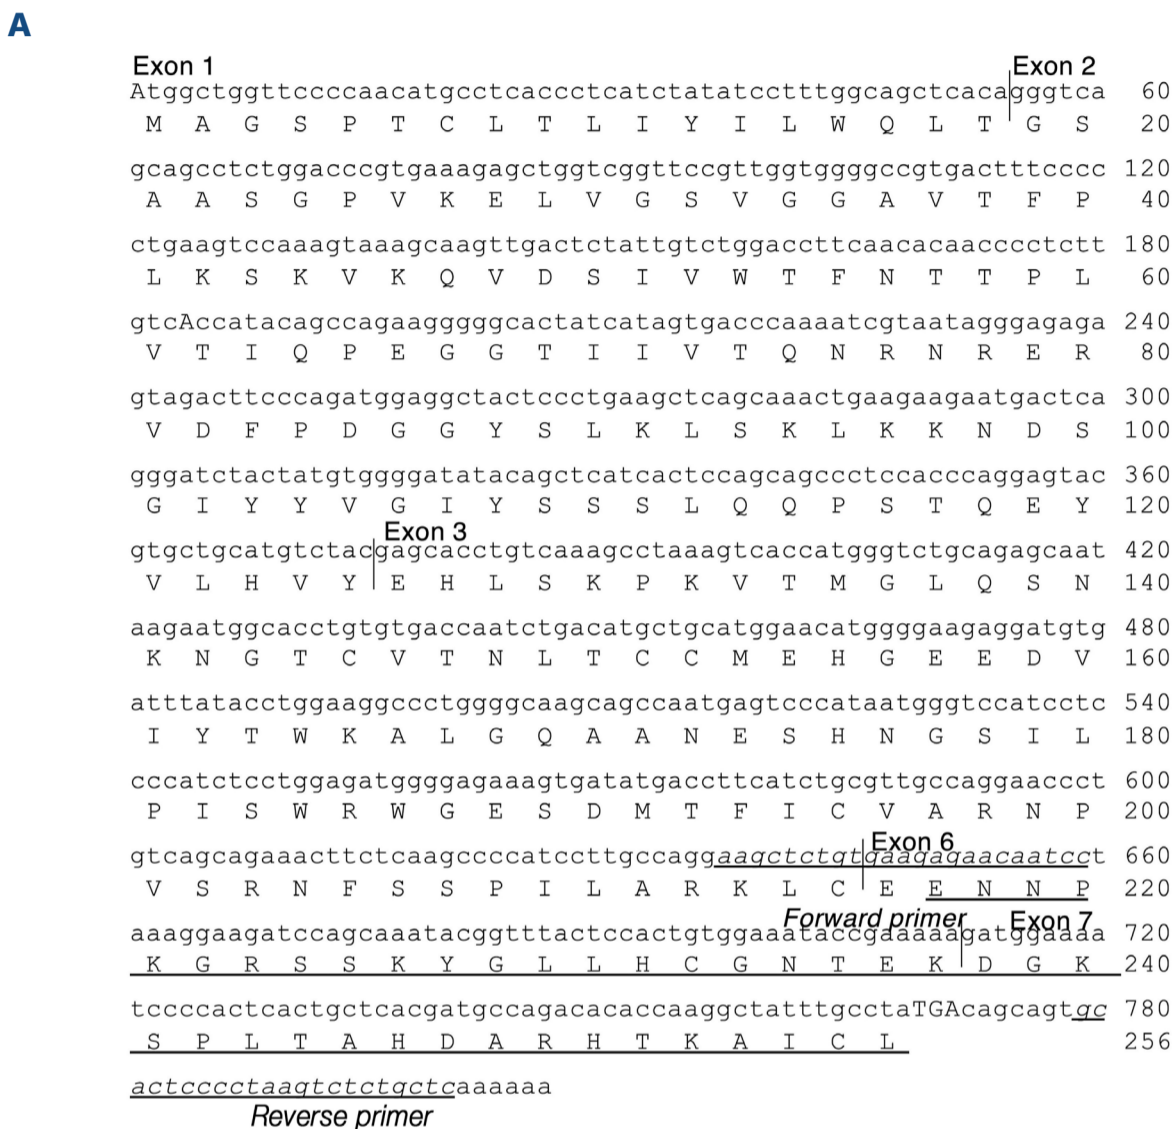 A
Exon 1 Exon 2
Atggctggttccccaacatgcctcaccctcatctatatcctttggcagctcacagggtca 60
M A G S P T C L T L I Y I L W Q L T G S 20
gcagcctctggacccgtgaaagagctggtcggttccgttggtggggccgtgactttcccc 120
A A S G P V K E L V G S V G G A V T F P 40
ctgaagtccaaagtaaagcaagttgactctattgtctggaccttcaacacaacccctctt 180
L K S K V K Q V D S I V W T F N T T P L 60
gtcAccatacagccagaagggggcactatcatagtgacccaaaatcgtaatagggagaga 240
V T I Q P E G G T I I V T Q N R N R E R 80
gtagacttcccagatggaggctactccctgaagctcagcaaactgaagaagaatgactca 300
V D F P D G G Y S L K L S K L K K N D S 100
gggatctactatgtggggatatacagctcatcactccagcagccctccacccaggagtac 360
G I Y Y V G I Y S S S L Q Q P S T Q E Y 120
Exon 3
gtgctgcatgtctacgagcacctgtcaaagcctaaagtcaccatgggtctgcagagcaat 420
V L H V Y E H L S K P K V T M G L Q S N 140
aagaatggcacctgtgtgaccaatctgacatgctgcatggaacatggggaagaggatgtg 480
K N G T C V T N L T C C M E H G E E D V 160
atttatacctggaaggccctggggcaagcagccaatgagtcccataatgggtccatcctc 540
I Y T W K A L G Q A A N E S H N G S I L 180
cccatctcctggagatggggagaaagtgatatgaccttcatctgcgttgccaggaaccct 600
P I S W R W G E S D M T F I C V A R N P 200
Exon 6
gtcagcagaaacttctcaagccccatccttgccaggaagctctgtgaagagaacaatcct 660
V S R N F S S P I L A R K L C E E N N P 220
Forward primer Exon 7
aaaggaagatccagcaaatacggtttactccactgtggaaataccgaaaaagatggaaaa 720
K G R S S K Y G L L H C G N T E K D G K 240
tccccactcactgctcacgatgccagacacaccaaggctatttgcctaTGAcagcagtgc 780
S P L T A H D A R H T K A I C L 256
actcccctaagtctctgctcaaaaaa
Reverse primer